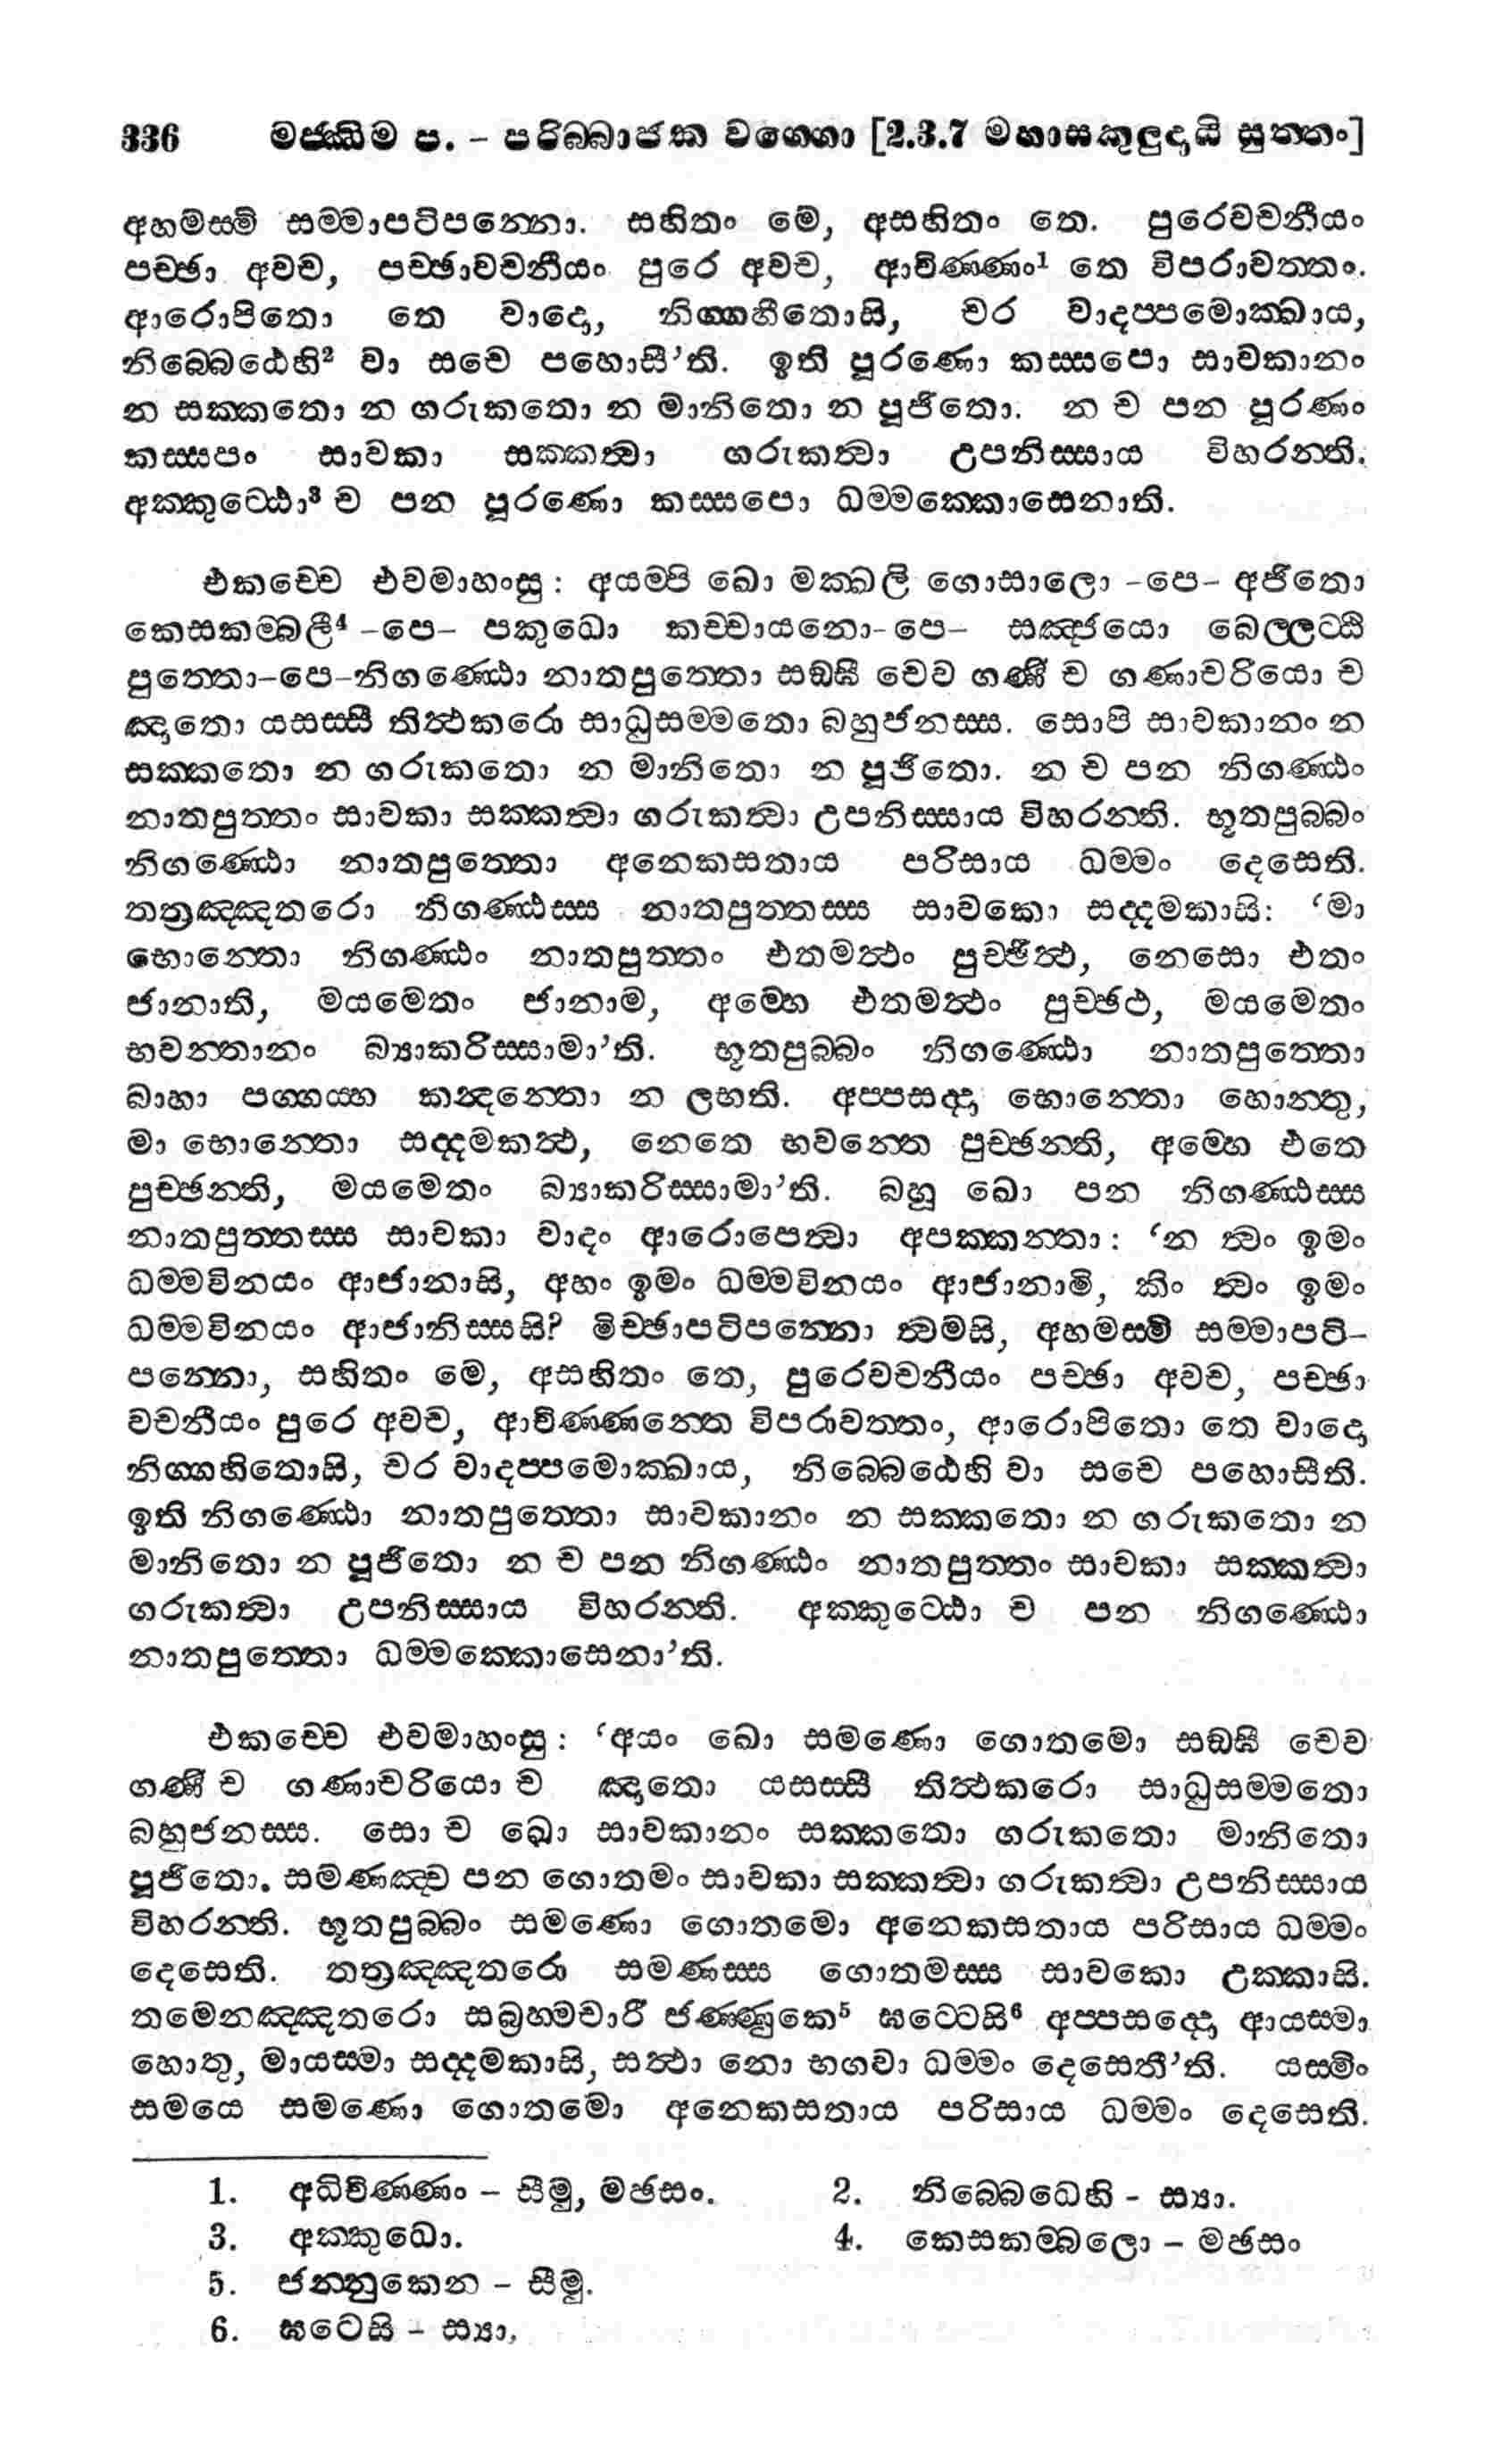 336 මජ්ඣිම ප. – පරිබ්බාජක වග්ගො [2.3.7 මහාසකුලුදායි සුත්තං]
අහමස්මි සම්මාපටිපන්නො. සහිතං මෙ, අසහිතං තෙ. පුරෙවචනීයං
පච්ඡා අවච, පච්ඡාවචනීයං පුරෙ අවච, ආචිණ්ණං¹ තෙ විපරාවත්තං.
ආරොපිතො තෙ වාදො, නිග්ගහීතොසි, චර වාදප්පමොක්ඛාය,
නිබ්බෙඨෙහි² වා සචෙ පහොසී’ති. ඉති පූරණො කස්සපො සාවකානං
න සක්කතො න ගරුකතො න මානිතො න පූජිතො. න ච පන පූරණං
කස්සපං සාවකා සක්කත්වා ගරුකත්වා උපනිස්සාය විහරන්ති.
අක්කුට්ඨො³ ච පන පූරණො කස්සපො ධම්මක්කොසෙනාති.
එකච්චෙ එවමාහංසු: අයම්පි ඛො මක්ඛලි ගොසාලො -පෙ- අජිතො
කෙසකම්බලී⁴ -පෙ- පකුධො කච්චායනො-පෙ- සඤ්ජයො බෙල්ලට්ඨි
පුත්තො-පෙ-නිගණ්ඨො නාතපුත්තො සඞ්ඝී චෙව ගණී ච ගණාචරියො ච
ඤාතො යසස්සී තිත්ථකරො සාධුසම්මතො බහුජනස්ස. සොපි සාවකානං න
සක්කතො න ගරුකතො න මානිතො න පූජිතො. න ච පන නිගණ්ඨං
නාතපුත්තං සාවකා සක්කත්වා ගරුකත්වා උපනිස්සාය විහරන්ති. භූතපුබ්බං
නිගණ්ඨො නාතපුත්තො අනෙකසතාය පරිසාය ධම්මං දෙසෙති.
තත්‍රඤ්ඤතරො නිගණ්ඨස්ස නාතපුත්තස්ස සාවකො සද්දමකාසි: ‘මා
භොන්තො නිගණ්ඨං නාතපුත්තං එතමත්ථං පුච්ඡිත්ථ, නෙසො එතං
ජානාති, මයමෙතං ජානාම, අම්හෙ එතමත්ථං පුච්ඡථ, මයමෙතං
භවන්තානං බ්‍යාකරිස්සාමා’ති. භූතපුබ්බං නිගණ්ඨො නාතපුත්තො
බාහා පග්ගය්හ කන්දන්තො න ලභති. අප්පසද්දා භොන්තො හොන්තු,
මා භොන්තො සද්දමකත්ථ, නෙතෙ භවන්තෙ පුච්ඡන්ති, අම්හෙ එතෙ
පුච්ඡන්ති, මයමෙතං බ්‍යාකරිස්සාමා’ති. බහූ ඛො පන නිගණ්ඨස්ස
නාතපුත්තස්ස සාවකා වාදං ආරොපෙත්වා අපක්කන්තා: ‘න ත්වං ඉමං
ධම්මවිනයං ආජානාසි, අහං ඉමං ධම්මවිනයං ආජානාමි, කිං ත්වං ඉමං
ධම්මවිනයං ආජානිස්සසි? මිච්ඡාපටිපන්නො ත්වමසි, අහමස්මි සම්මාපටි-
පන්නො, සහිතං මෙ, අසහිතං තෙ, පුරෙවචනීයං පච්ඡා අවච, පච්ඡා
වචනීයං පුරෙ අවච, ආචිණ්ණන්තෙ විපරාවත්තං, ආරොපිතො තෙ වාදො,
නිග්ගහිතොසි, චර වාදප්පමොක්ඛාය, නිබ්බෙඨෙහි වා සචෙ පහොසීති.
ඉති නිගණ්ඨො නාතපුත්තො සාවකානං න සක්කතො න ගරුකතො න
මානිතො න පූජිතො න ච පන නිගණ්ඨං නාතපුත්තං සාවකා සක්කත්වා
ගරුකත්වා උපනිස්සාය විහරන්ති. අක්කුට්ඨො ච පන නිගණ්ඨො
නාතපුත්තො ධම්මක්කොසෙනා’ති.
එකච්චෙ එවමාහංසු: ‘අයං ඛො සමණො ගොතමො සඞ්ඝී චෙව
ගණී ච ගණාචරියො ච ඤාතො යසස්සී තිත්ථකරො සාධුසම්මතො
බහුජනස්ස. සො ච ඛො සාවකානං සක්කතො ගරුකතො මානිතො
පූජිතො. සමණඤ්ච පන ගොතමං සාවකා සක්කත්වා ගරුකත්වා උපනිස්සාය
විහරන්ති. භූතපුබ්බං සමණො ගොතමො අනෙකසතාය පරිසාය ධම්මං
දෙසෙති. තත්‍රඤ්ඤතරො සමණස්ස ගොතමස්ස සාවකො උක්කාසි.
තමෙනඤ්ඤතරො සබ්‍රහ්මචාරී ජණ්ණුකෙ⁵ ඝට්ටෙසි⁶ අප්පසද්දො ආයස්මා
හොතු, මායස්මා සද්දමකාසි, සත්ථා නො භගවා ධම්මං දෙසෙතී’ති. යස්මිං
සමයෙ සමණො ගොතමො අනෙකසතාය පරිසාය ධම්මං දෙසෙති.
1. අධිචිණ්ණං – සීමු, මඡසං. 2. නිබ්බෙධෙහි - ස්‍යා.
3. අක්කුධො. 4. කෙසකම්බලො – මඡසං
5. ජන්නුකෙන – සීමු.
6. ඝටෙසි – ස්‍යා,